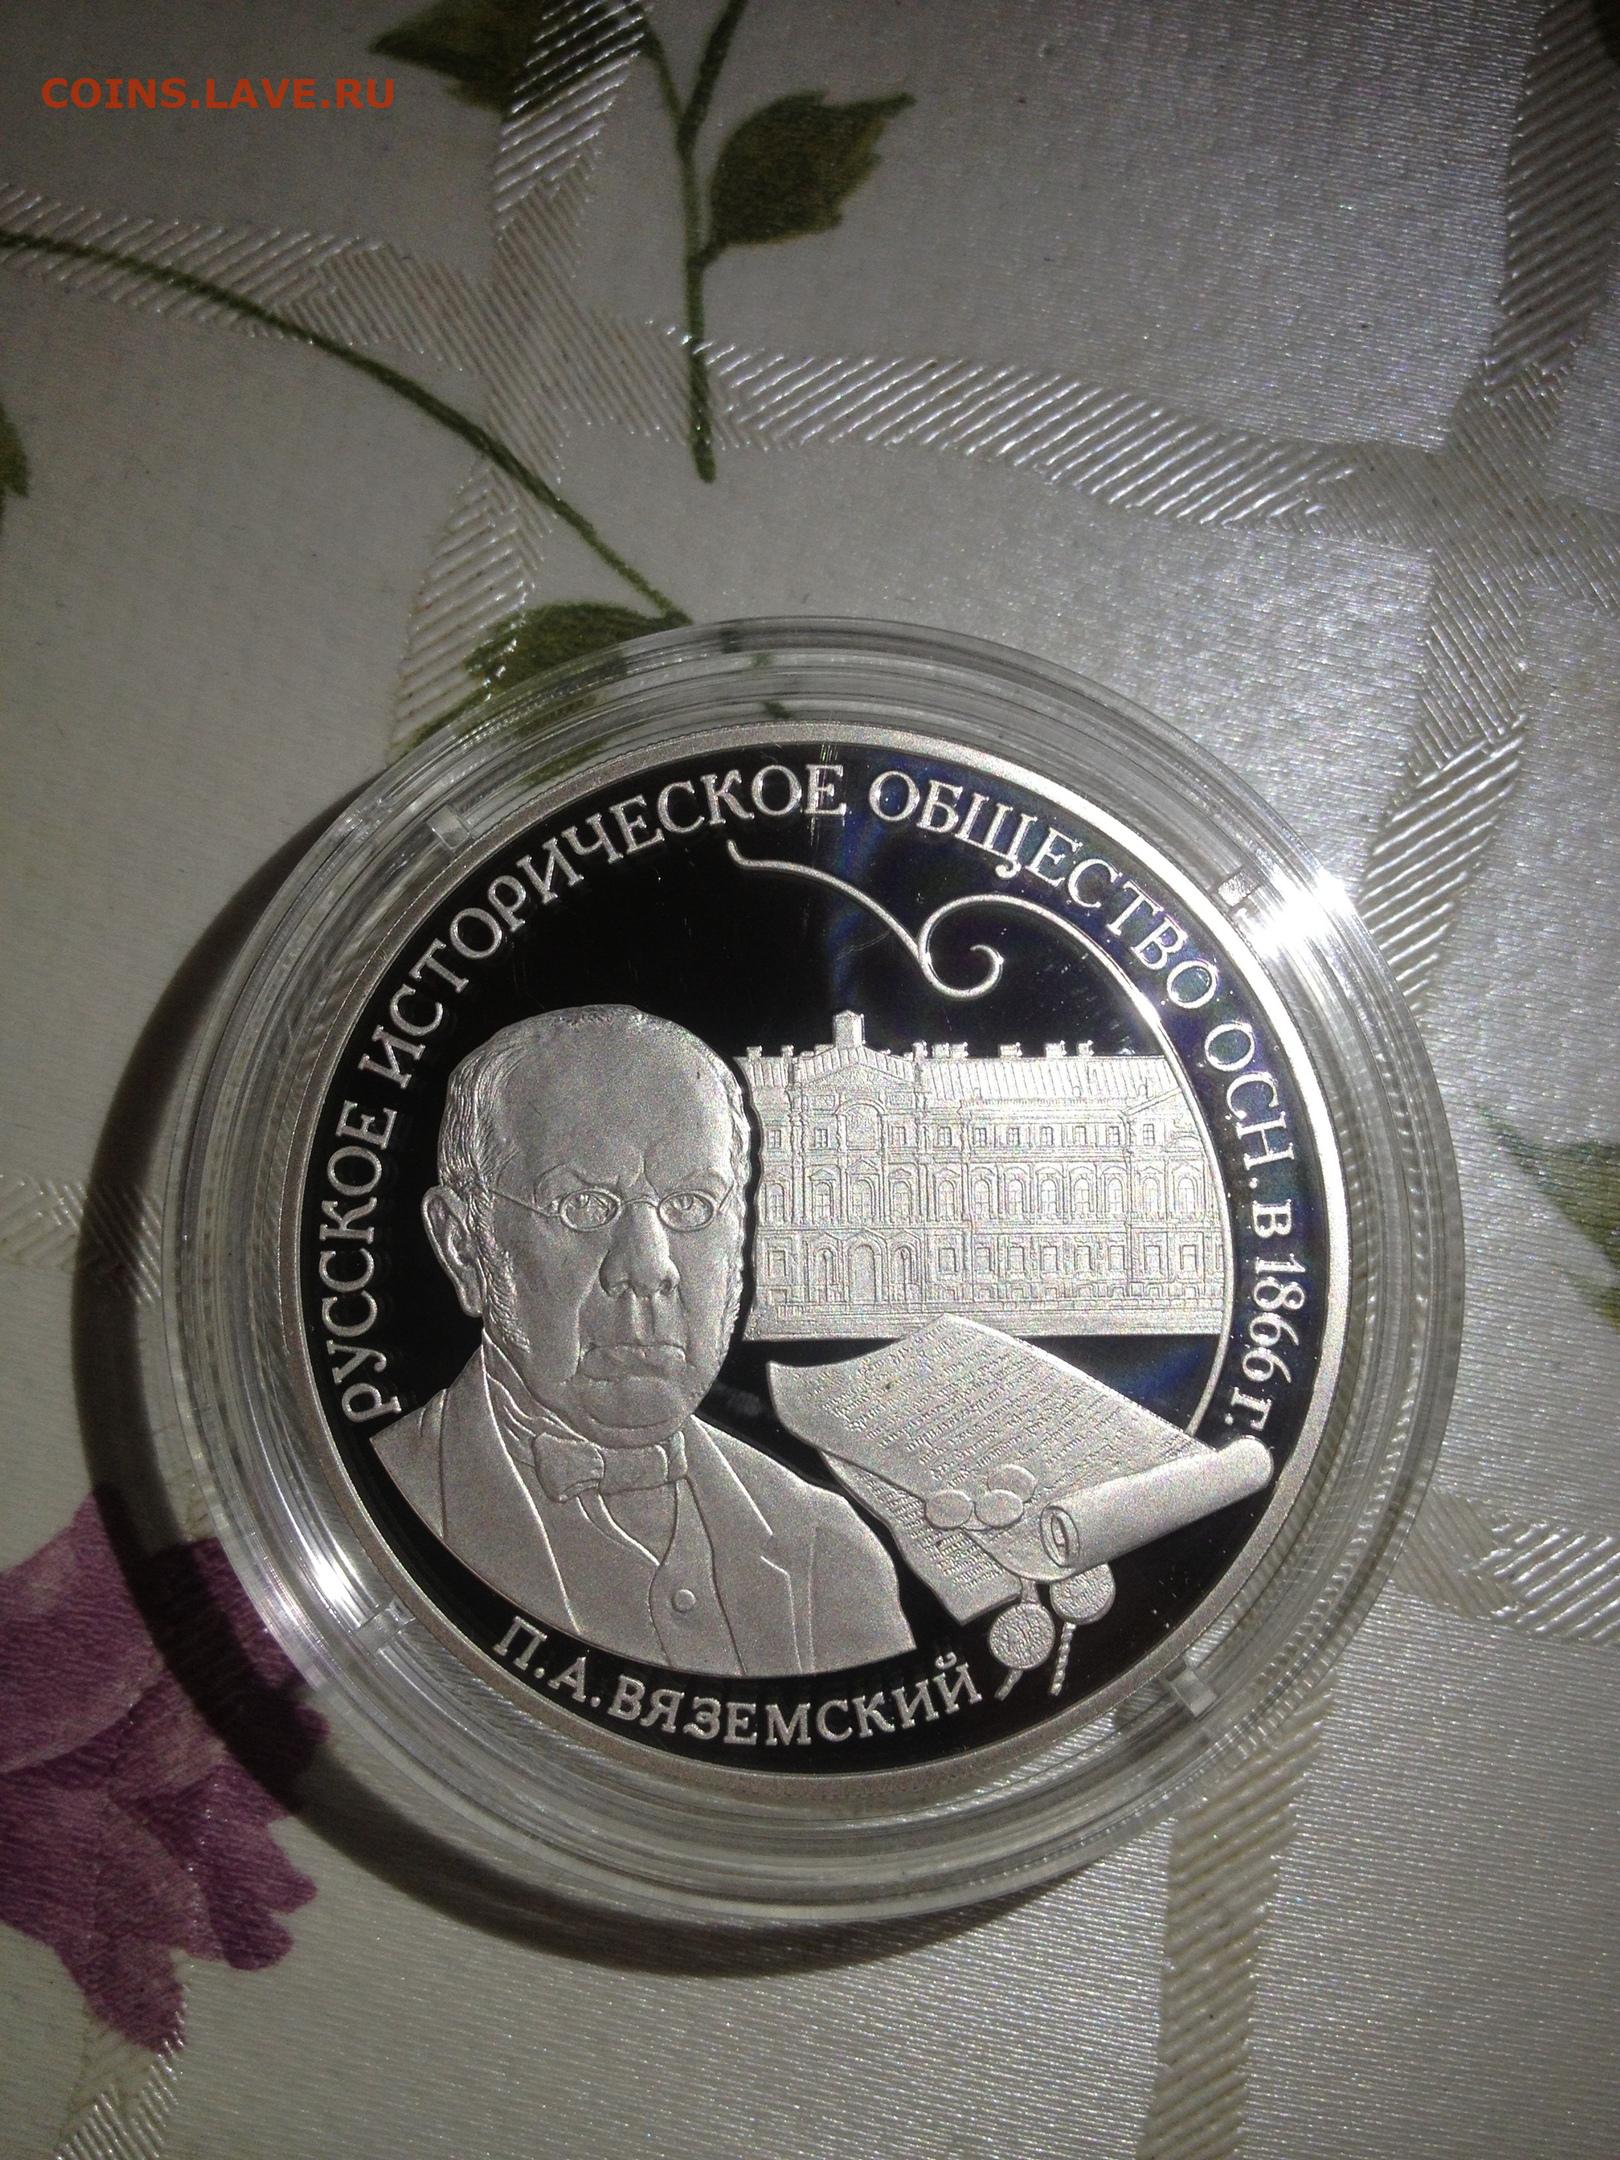 COINS.LAVE.RU
РУССКОЕ ИСТОРИЧЕСКОЕ ОБЩЕСТВО ОСН. В 1866 Г.
П. А. ВЯЗЕМСКИЙ